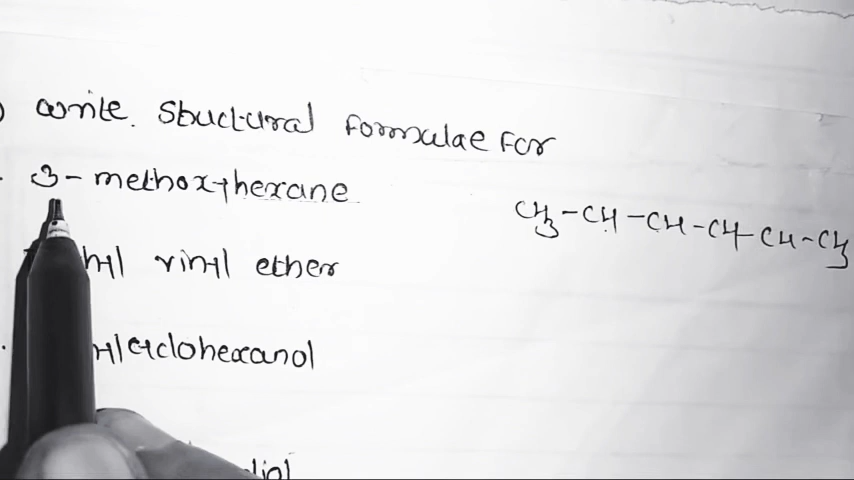 ) write. Structural formulae for
3-methoxyhexane
CH3-CH-CH-CH-CH-CH3
vinyl ether
cyclohexanol